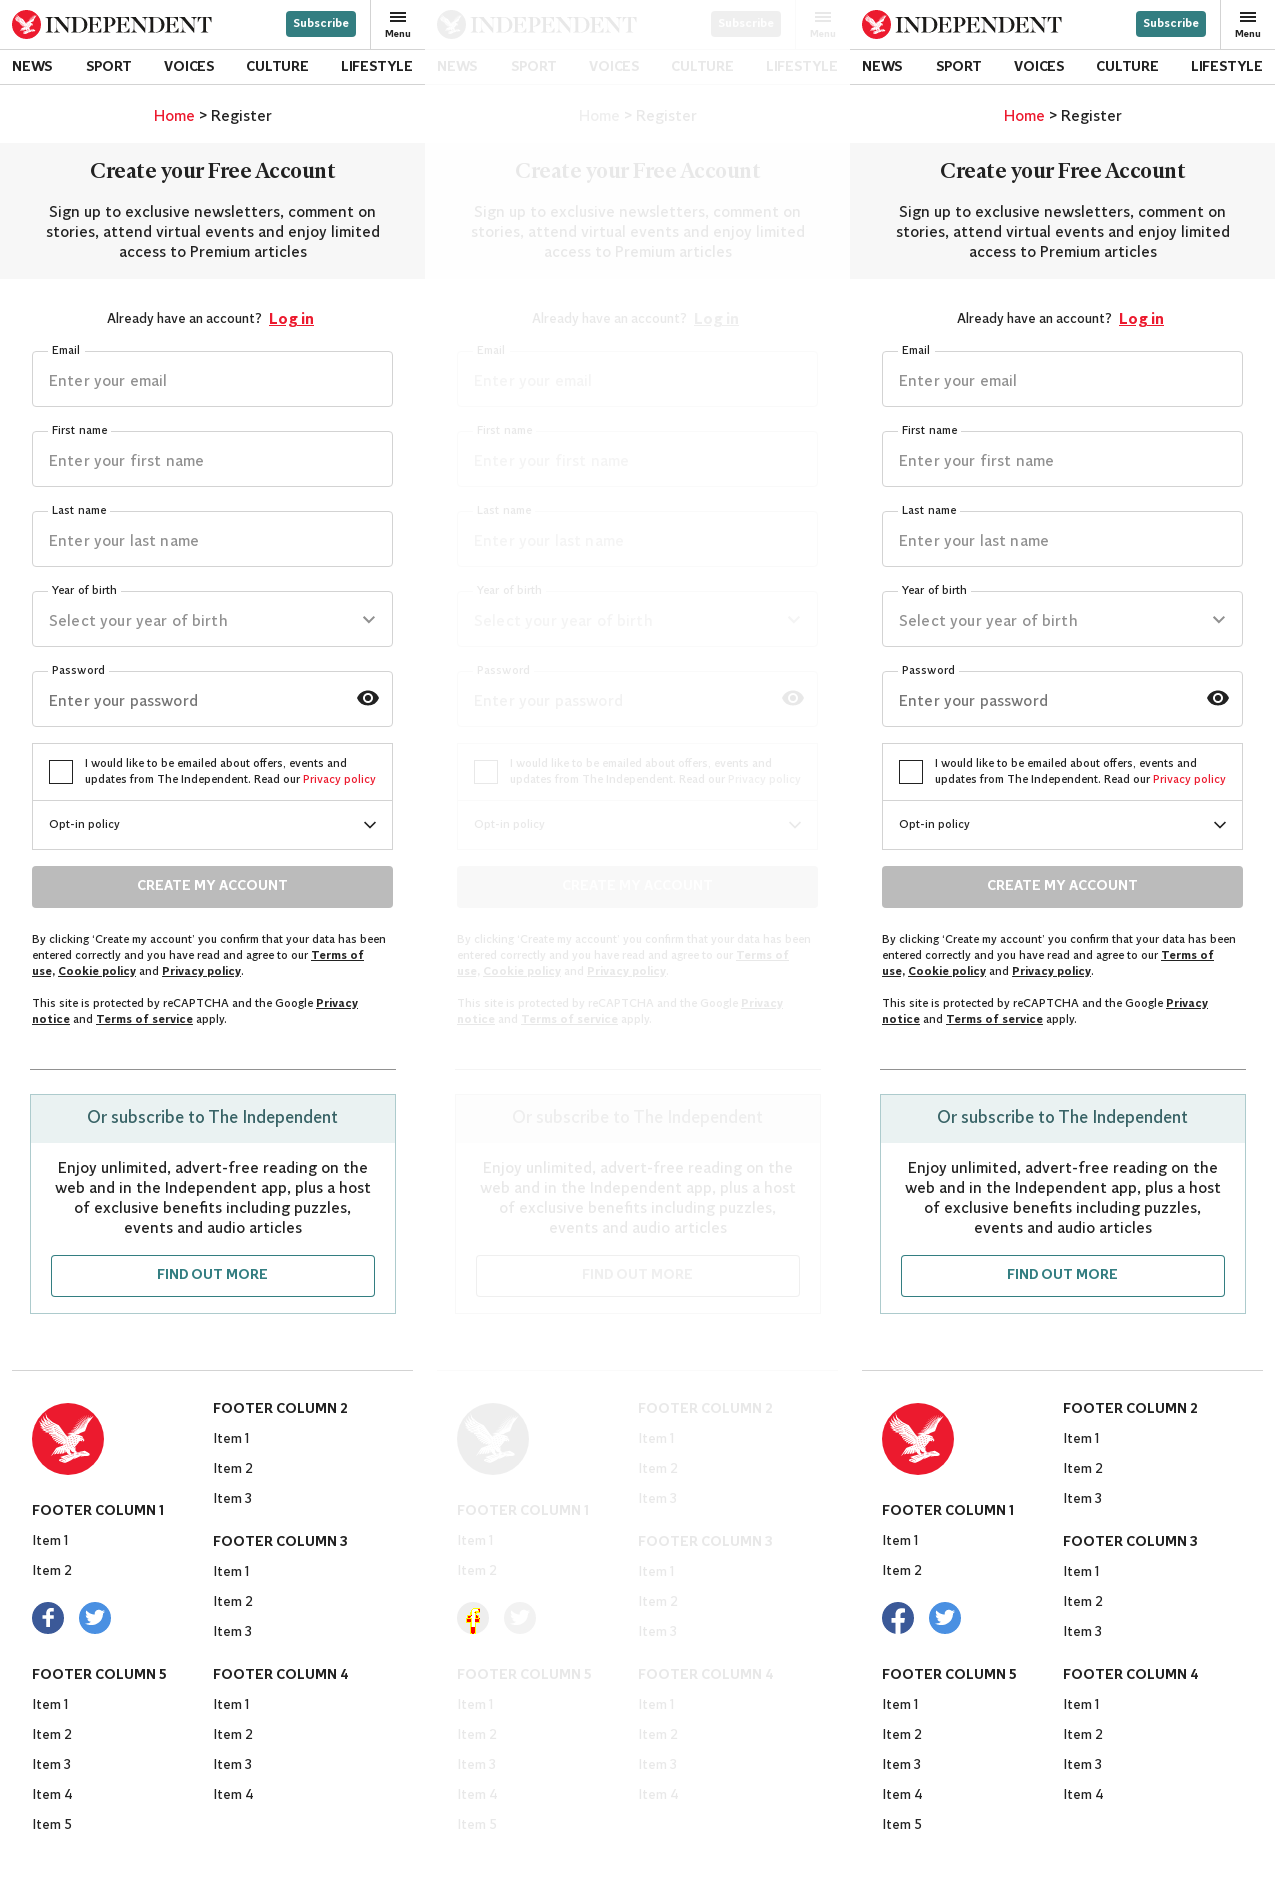 INDEPENDENT Subscribe Menu
NEWS SPORT VOICES CULTURE LIFESTYLE
Home > Register
Create your Free Account
Sign up to exclusive newsletters, comment on
stories, attend virtual events and enjoy limited
access to Premium articles
Already have an account? Log in
Email
Enter your email
First name
Enter your first name
Last name
Enter your last name
Year of birth
Select your year of birth
Password
Enter your password
I would like to be emailed about offers, events and
updates from The Independent. Read our Privacy policy
Opt-in policy
CREATE MY ACCOUNT
By clicking ‘Create my account’ you confirm that your data has been
entered correctly and you have read and agree to our Terms of
use, Cookie policy and Privacy policy.
This site is protected by reCAPTCHA and the Google Privacy
notice and Terms of service apply.
Or subscribe to The Independent
Enjoy unlimited, advert-free reading on the
web and in the Independent app, plus a host
of exclusive benefits including puzzles,
events and audio articles
FIND OUT MORE
FOOTER COLUMN 1
Item 1
Item 2
FOOTER COLUMN 2
Item 1
Item 2
Item 3
FOOTER COLUMN 3
Item 1
Item 2
Item 3
FOOTER COLUMN 5
Item 1
Item 2
Item 3
Item 4
Item 5
FOOTER COLUMN 4
Item 1
Item 2
Item 3
Item 4
INDEPENDENT Subscribe Menu
NEWS SPORT VOICES CULTURE LIFESTYLE
Home > Register
Create your Free Account
Sign up to exclusive newsletters, comment on
stories, attend virtual events and enjoy limited
access to Premium articles
Already have an account? Log in
Email
Enter your email
First name
Enter your first name
Last name
Enter your last name
Year of birth
Select your year of birth
Password
Enter your password
I would like to be emailed about offers, events and
updates from The Independent. Read our Privacy policy
Opt-in policy
CREATE MY ACCOUNT
By clicking ‘Create my account’ you confirm that your data has been
entered correctly and you have read and agree to our Terms of
use, Cookie policy and Privacy policy.
This site is protected by reCAPTCHA and the Google Privacy
notice and Terms of service apply.
Or subscribe to The Independent
Enjoy unlimited, advert-free reading on the
web and in the Independent app, plus a host
of exclusive benefits including puzzles,
events and audio articles
FIND OUT MORE
FOOTER COLUMN 1
Item 1
Item 2
FOOTER COLUMN 2
Item 1
Item 2
Item 3
FOOTER COLUMN 3
Item 1
Item 2
Item 3
FOOTER COLUMN 5
Item 1
Item 2
Item 3
Item 4
Item 5
FOOTER COLUMN 4
Item 1
Item 2
Item 3
Item 4
INDEPENDENT Subscribe Menu
NEWS SPORT VOICES CULTURE LIFESTYLE
Home > Register
Create your Free Account
Sign up to exclusive newsletters, comment on
stories, attend virtual events and enjoy limited
access to Premium articles
Already have an account? Log in
Email
Enter your email
First name
Enter your first name
Last name
Enter your last name
Year of birth
Select your year of birth
Password
Enter your password
I would like to be emailed about offers, events and
updates from The Independent. Read our Privacy policy
Opt-in policy
CREATE MY ACCOUNT
By clicking ‘Create my account’ you confirm that your data has been
entered correctly and you have read and agree to our Terms of
use, Cookie policy and Privacy policy.
This site is protected by reCAPTCHA and the Google Privacy
notice and Terms of service apply.
Or subscribe to The Independent
Enjoy unlimited, advert-free reading on the
web and in the Independent app, plus a host
of exclusive benefits including puzzles,
events and audio articles
FIND OUT MORE
FOOTER COLUMN 1
Item 1
Item 2
FOOTER COLUMN 2
Item 1
Item 2
Item 3
FOOTER COLUMN 3
Item 1
Item 2
Item 3
FOOTER COLUMN 5
Item 1
Item 2
Item 3
Item 4
Item 5
FOOTER COLUMN 4
Item 1
Item 2
Item 3
Item 4